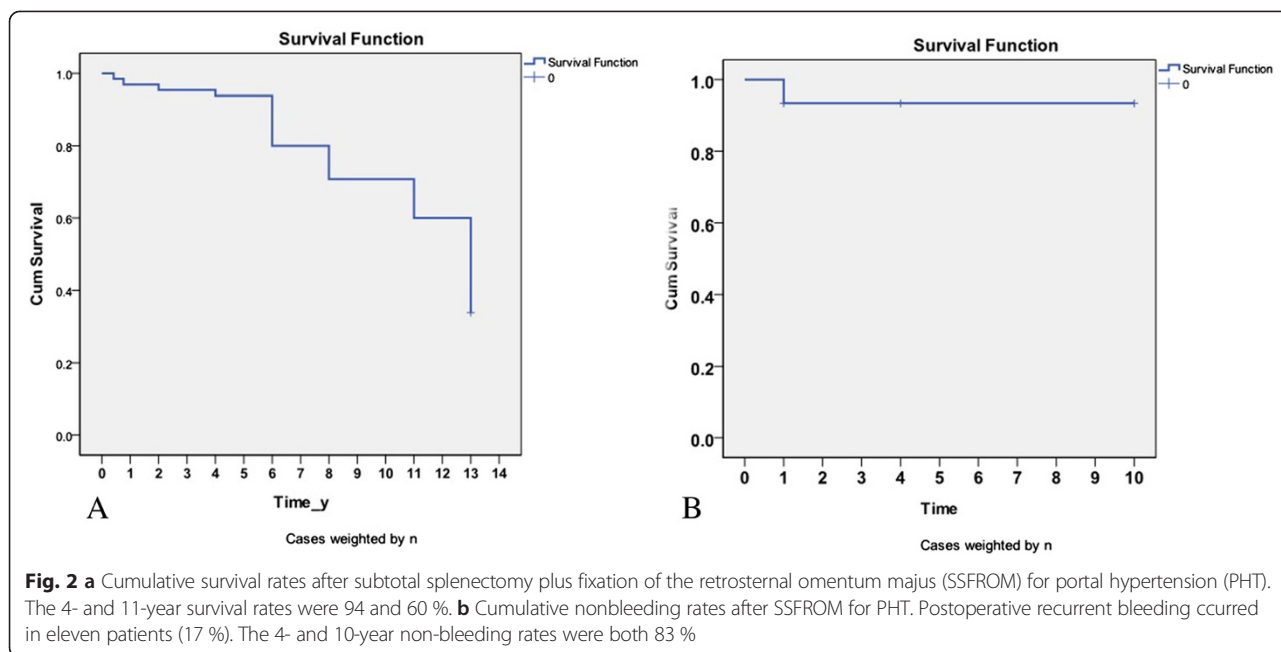 Survival Function
Survival Function
0
1.0
0.8
0.6
0.4
0.2
0.0
Cum Survival
0 1 2 3 4 5 6 7 8 9 10 11 12 13 14
Time_y
A
Cases weighted by n
Survival Function
Survival Function
0
1.0
0.8
0.6
0.4
0.2
0.0
Cum Survival
0 1 2 3 4 5 6 7 8 9 10
Time
B
Cases weighted by n
Fig. 2 a Cumulative survival rates after subtotal splenectomy plus fixation of the retrosternal omentum majus (SSFROM) for portal hypertension (PHT).
The 4- and 11-year survival rates were 94 and 60 %. b Cumulative nonbleeding rates after SSFROM for PHT. Postoperative recurrent bleeding ccurred
in eleven patients (17 %). The 4- and 10-year non-bleeding rates were both 83 %